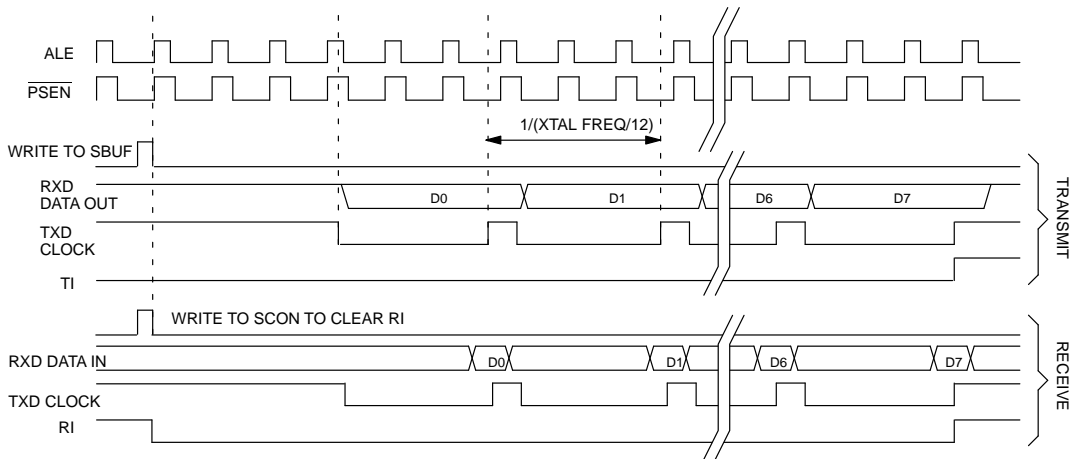 ALE
PSEN
1/(XTAL FREQ/12)
WRITE TO SBUF
RXD
DATA OUT
D0
D1
D6
D7
TXD
CLOCK
TI
TRANSMIT
WRITE TO SCON TO CLEAR RI
RXD DATA IN
D0
D1
D6
D7
TXD CLOCK
RI
RECEIVE